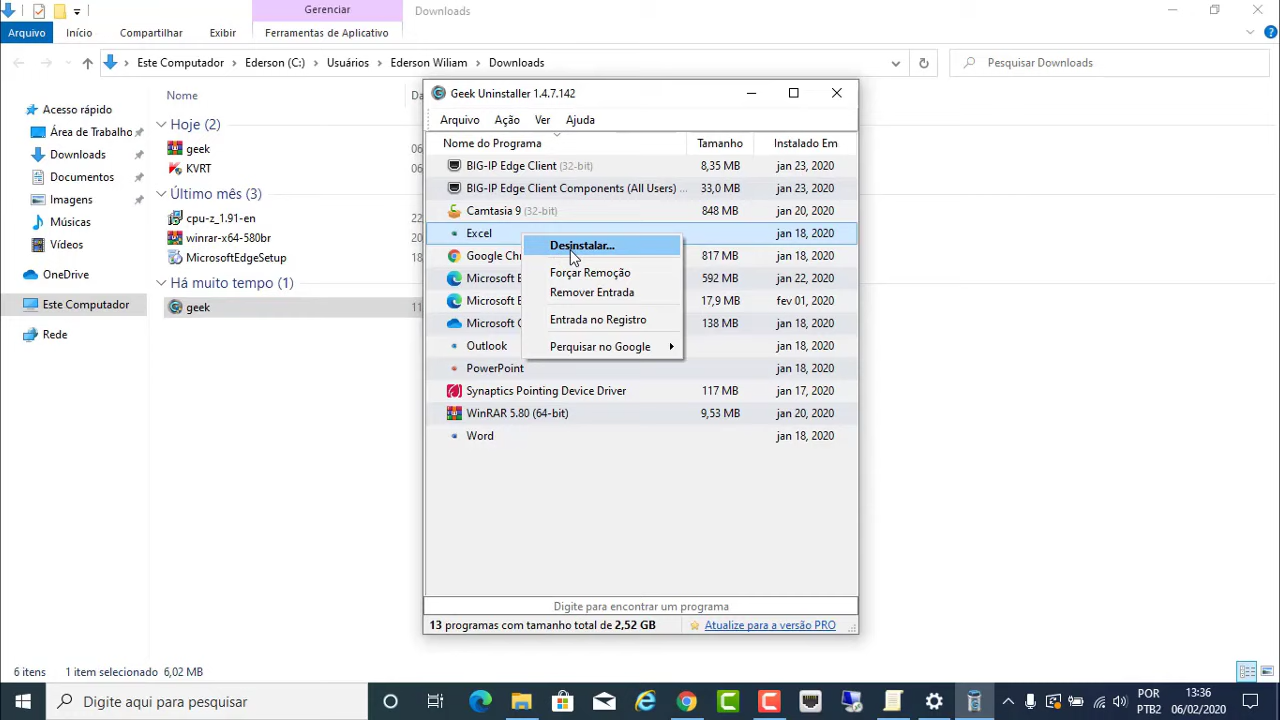 Gerenciar
Downloads
Arquivo
Início
Compartilhar
Exibir
Ferramentas de Aplicativo
Este Computador
Ederson (C:)
Usuários
Ederson Wiliam
Downloads
Pesquisar Downloads
Acesso rápido
Área de Trabalho
Downloads
Documentos
Imagens
Músicas
Vídeos
OneDrive
Este Computador
Rede
Nome
Hoje (2)
geek
06
KVRT
06
Último mês (3)
cpu-z_1.91-en
22
winrar-x64-580br
MicrosoftEdgeSetup
Há muito tempo (1)
geek
11
Geek Uninstaller 1.4.7.142
Arquivo Ação Ver Ajuda
Nome do Programa Tamanho Instalado Em
BIG-IP Edge Client (32-bit) 8,35 MB jan 23, 2020
BIG-IP Edge Client Components (All Users) ... 33,0 MB jan 23, 2020
Camtasia 9 (32-bit) 848 MB jan 20, 2020
Excel jan 18, 2020
Google Chr 817 MB jan 18, 2020
Microsoft E 592 MB jan 22, 2020
Microsoft E 17,9 MB fev 01, 2020
Microsoft 138 MB jan 18, 2020
Outlook jan 18, 2020
PowerPoint jan 18, 2020
Synaptics Pointing Device Driver 117 MB jan 17, 2020
WinRAR 5.80 (64-bit) 9,53 MB jan 20, 2020
Word jan 18, 2020
Desinstalar...
Forçar Remoção
Remover Entrada
Entrada no Registro
Perquisar no Google
Digite para encontrar um programa
13 programas com tamanho total de 2,52 GB
Atualize para a versão PRO
6 itens 1 item selecionado 6,02 MB
Digite aqui para pesquisar
POR
PTB2
13:36
06/02/2020